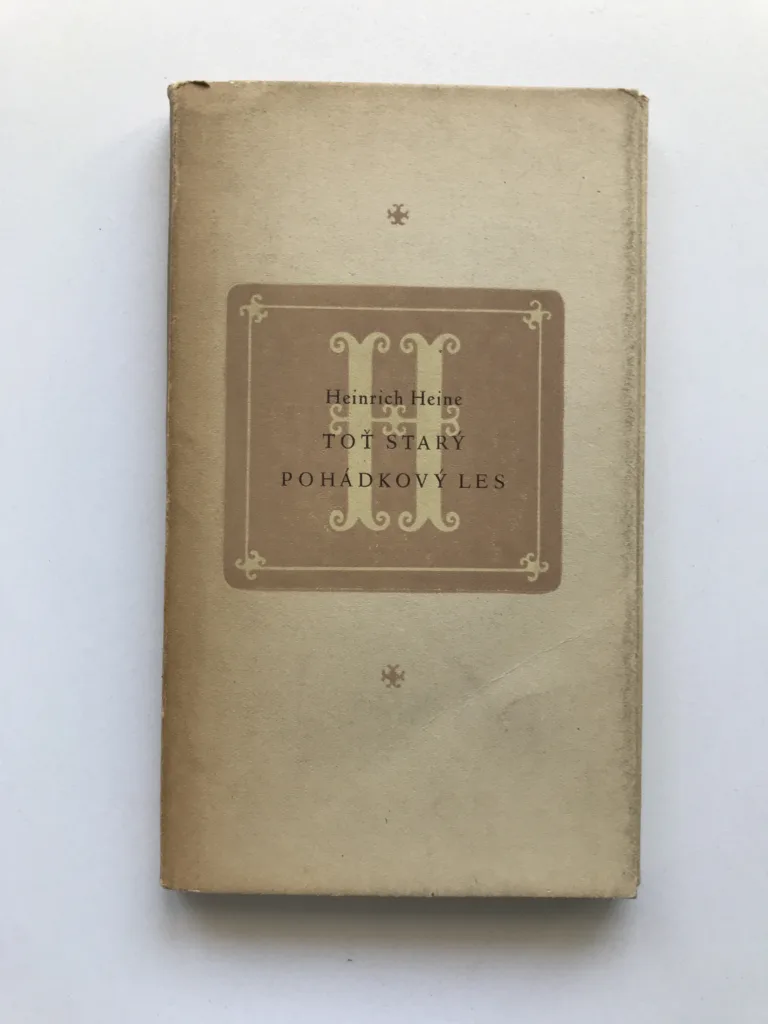 H
Heinrich Heine
TOŤ STARÝ
POHÁDKOVÝ LES